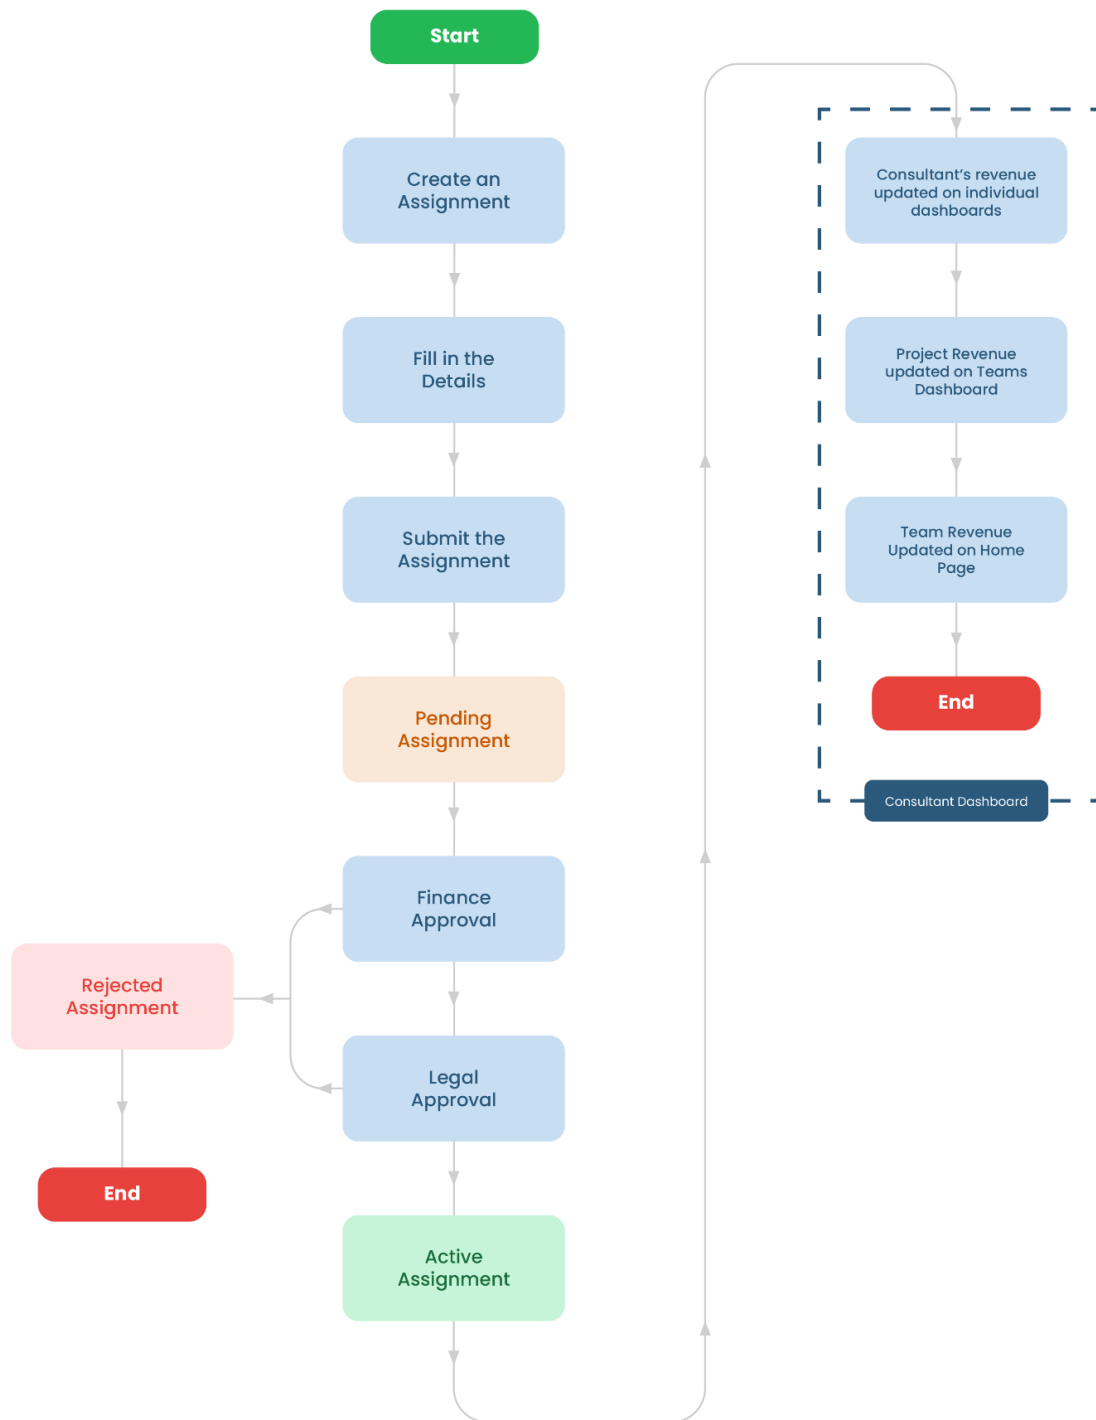 Start
Create an
Assignment
Fill in the
Details
Submit the
Assignment
Pending
Assignment
Finance
Approval
Rejected
Assignment
Legal
Approval
End
Active
Assignment
Consultant’s revenue
updated on individual
dashboards
Project Revenue
updated on Teams
Dashboard
Team Revenue
Updated on Home
Page
End
Consultant Dashboard